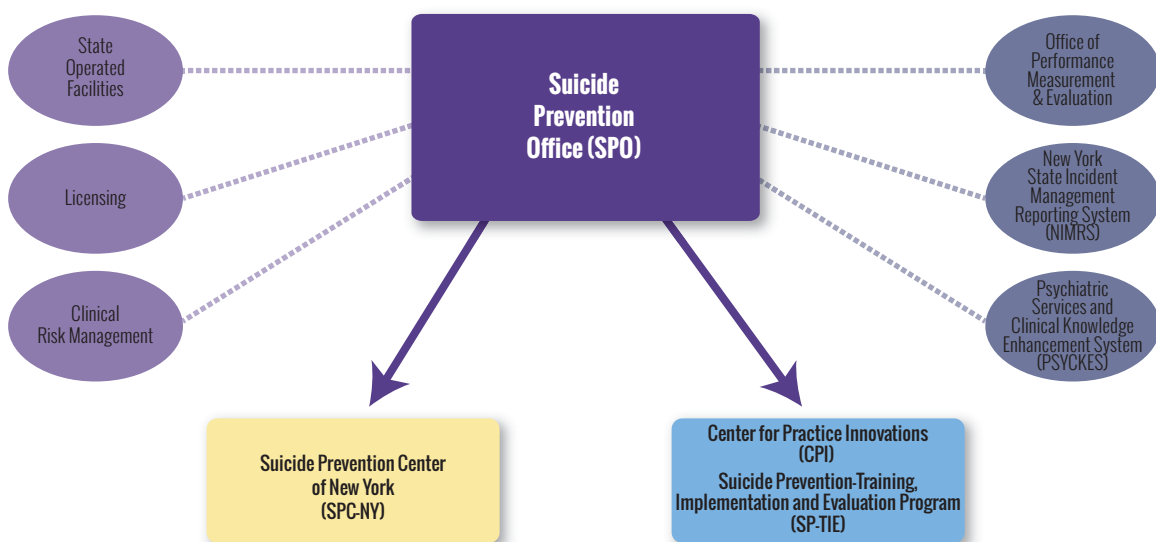 State
Operated
Facilities
Licensing
Clinical
Risk Management
Suicide
Prevention
Office (SPO)
Office of
Performance
Measurement
& Evaluation
New York
State Incident
Management
Reporting System
(NIMRS)
Psychiatric
Services and
Clinical Knowledge
Enhancement System
(PSYCKES)
Suicide Prevention Center
of New York
(SPC-NY)
Center for Practice Innovations
(CPI)
Suicide Prevention-Training,
Implementation and Evaluation Program
(SP-TIE)